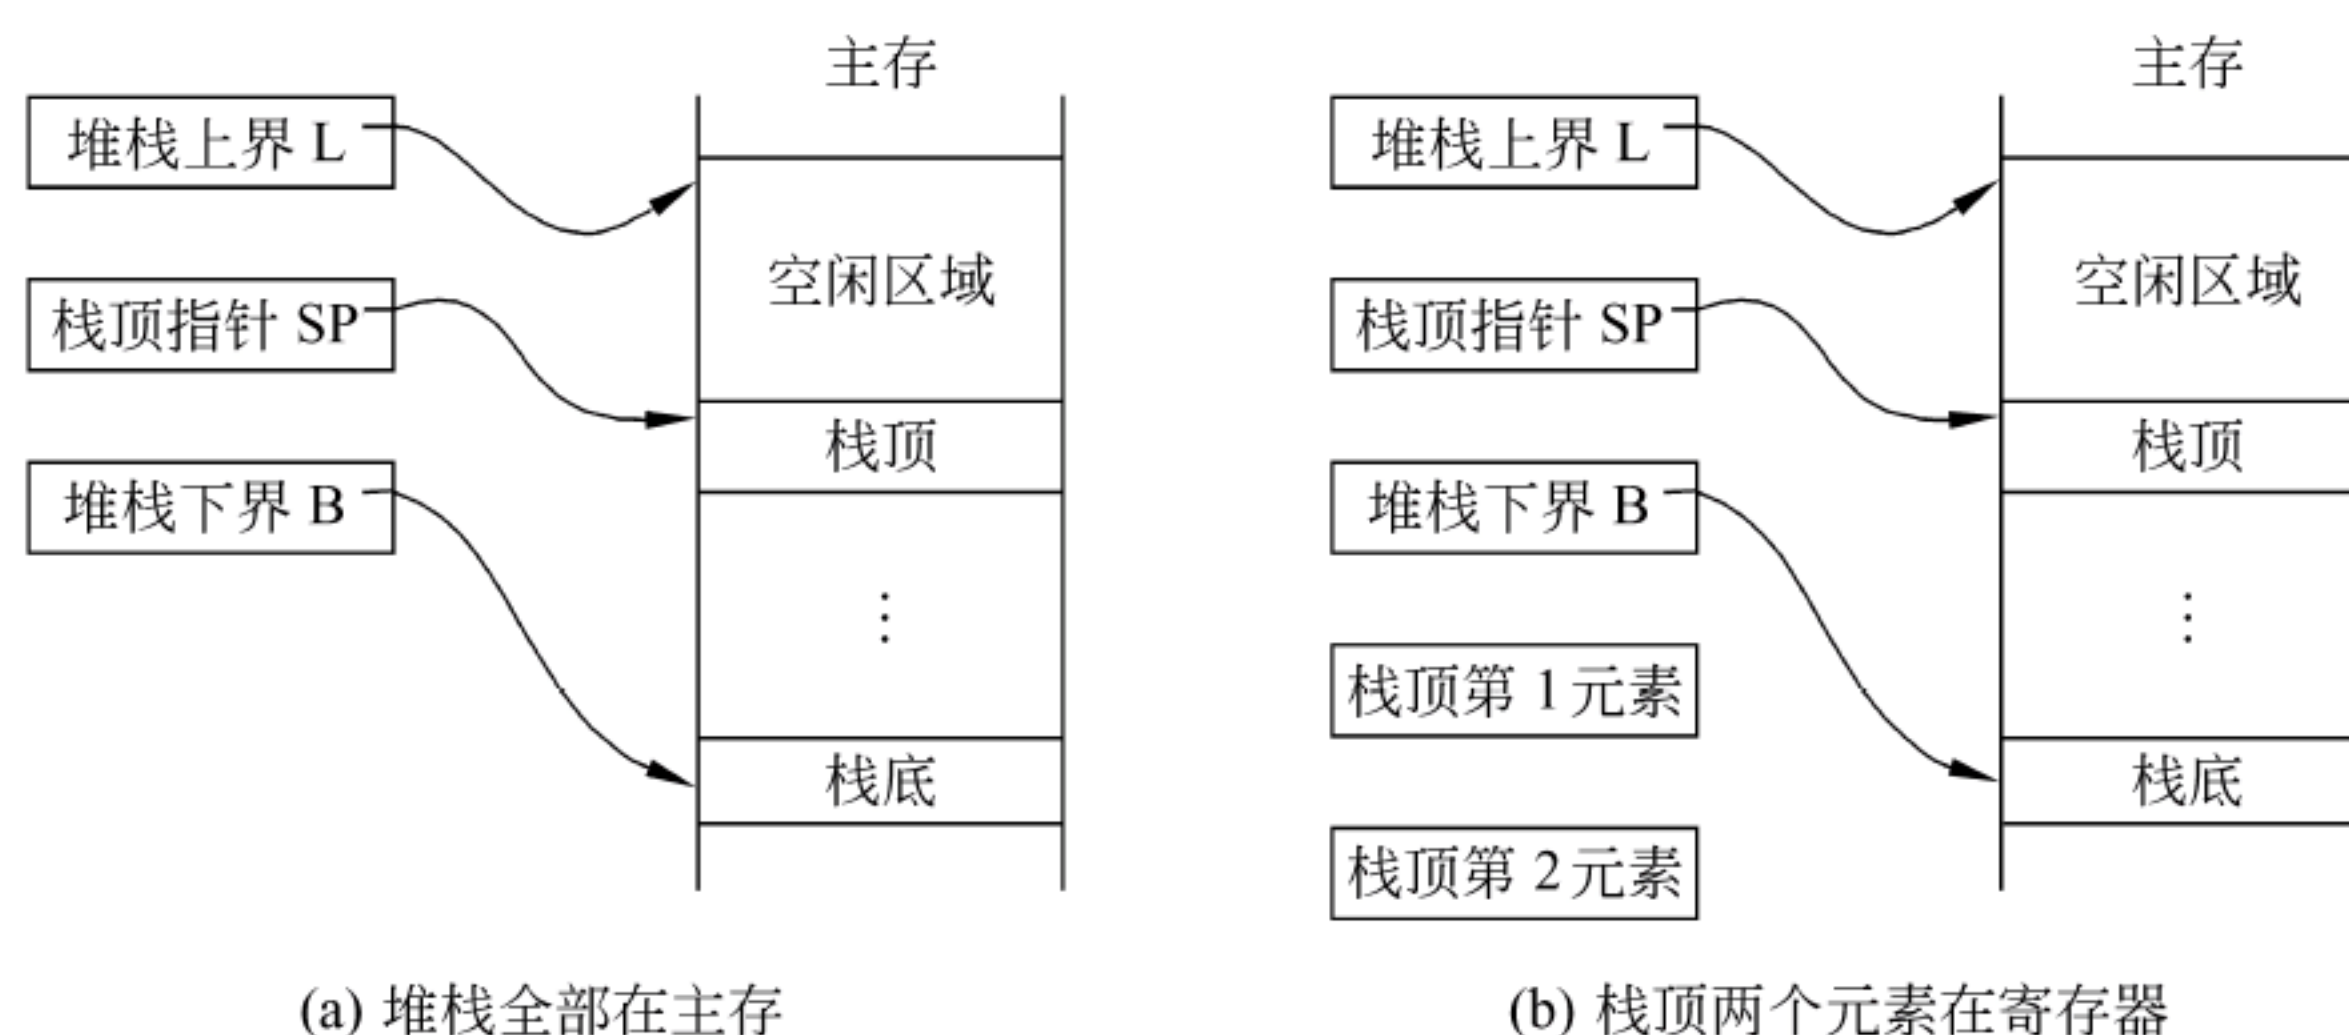 主存
堆栈上界 L
空闲区域
栈顶指针 SP
栈顶
堆栈下界 B
⋮
栈底
(a) 堆栈全部在主存
主存
堆栈上界 L
空闲区域
栈顶指针 SP
栈顶
堆栈下界 B
⋮
栈顶第 1 元素
栈底
栈顶第 2 元素
(b) 栈顶两个元素在寄存器